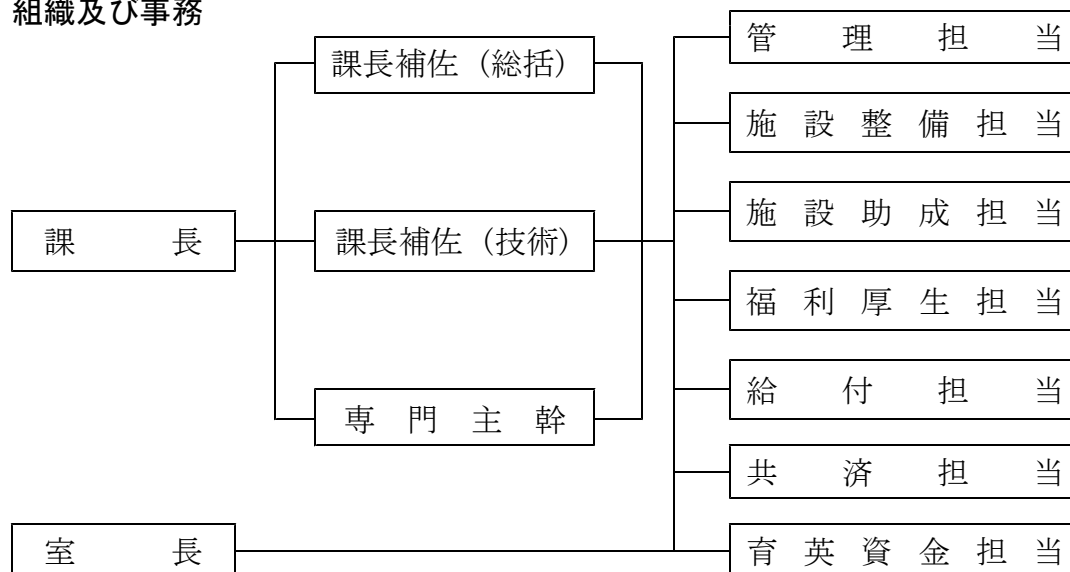 組織及び事務
課長
室長
課長補佐（総括）
課長補佐（技術）
専門主幹
管理担当
施設整備担当
施設助成担当
福利厚生担当
給付担当
共済担当
育英資金担当